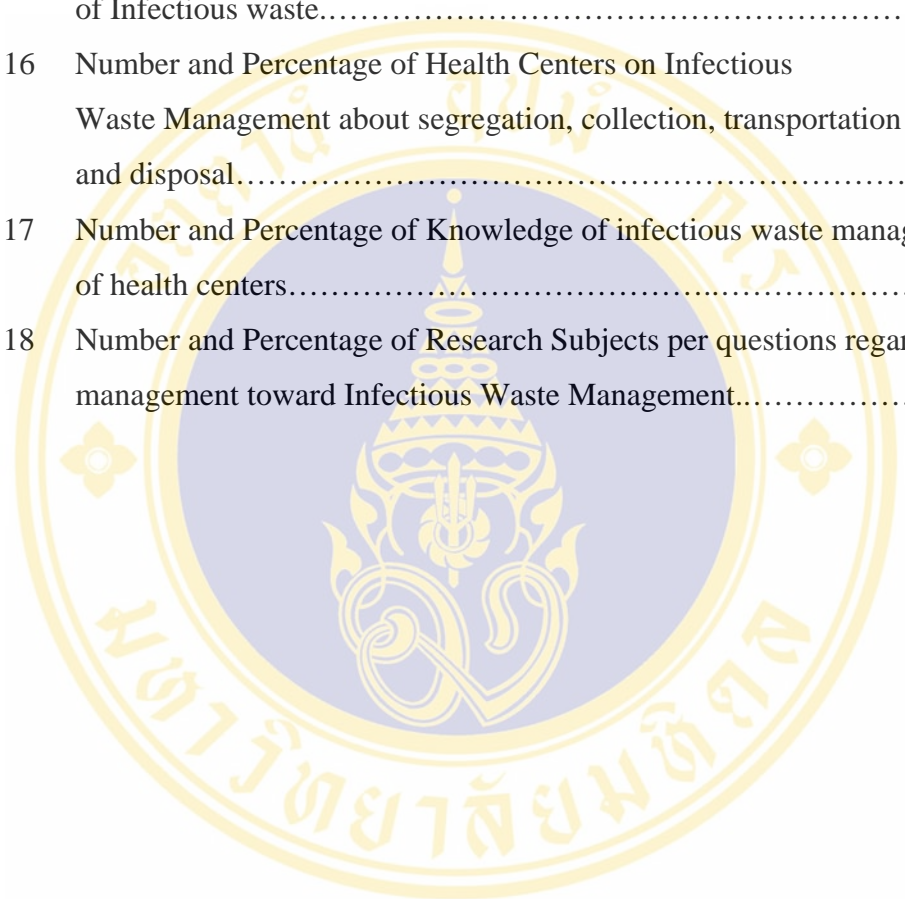 of Infectious waste.……………………………………………
16 Number and Percentage of Health Centers on Infectious
Waste Management about segregation, collection, transportation
and disposal……………………………………………………
17 Number and Percentage of Knowledge of infectious waste
of health centers…………………………………….………………
18 Number and Percentage of Research Subjects per questions
management toward Infectious Waste Management..……………
มหาวิทยาลัยมหิดล